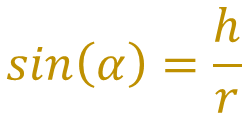 sin(α) = h/r